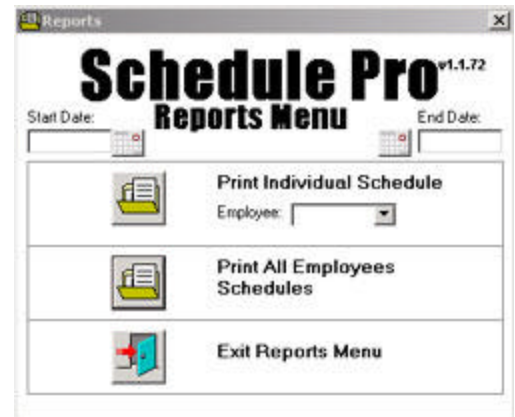 Reports
Schedule Pro v1.1.72
Reports Menu
Start Date:
End Date:
Print Individual Schedule
Employee:
Print All Employees
Schedules
Exit Reports Menu